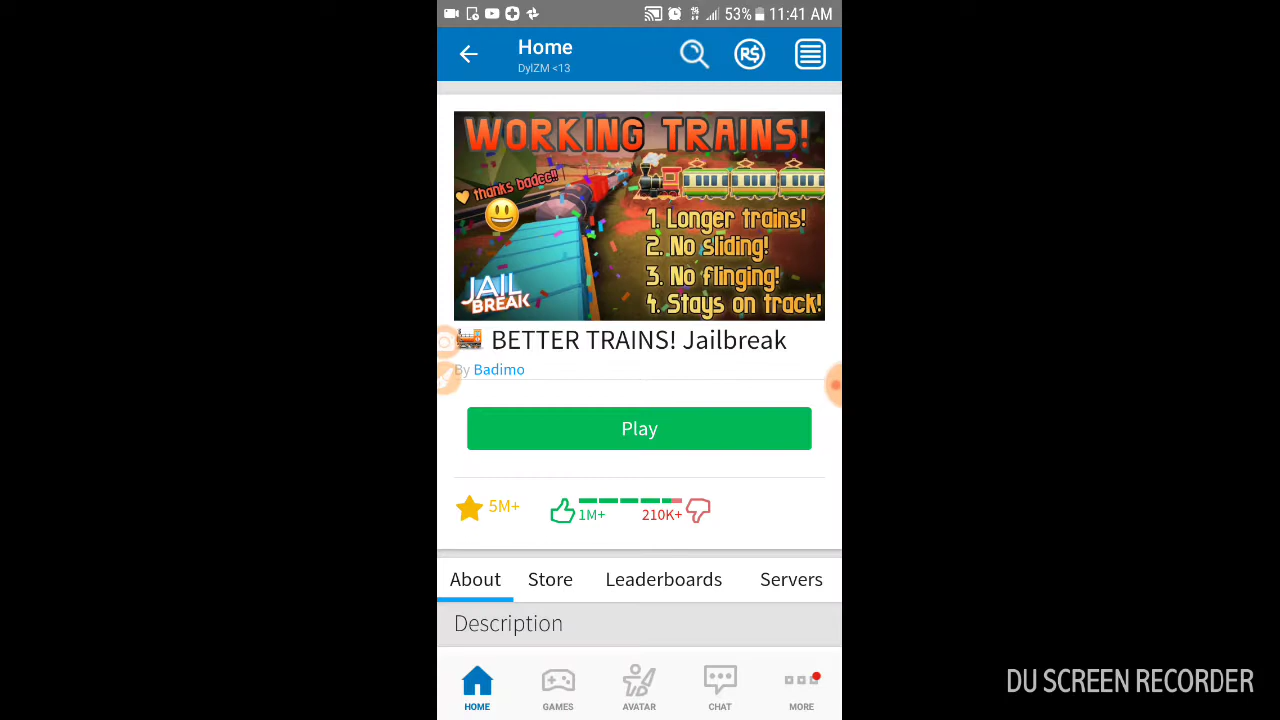 53% 11:41 AM
Home
DylZM <13
R$
WORKING TRAINS!
thanks badcc!!
1. Longer trains!
2. No sliding!
3. No flinging!
4. Stays on track!
JAIL
BREAK
BETTER TRAINS! Jailbreak
By Badimo
Play
5M+
1M+
210K+
About Store Leaderboards Servers
Description
HOME GAMES AVATAR CHAT MORE
DU SCREEN RECORDER